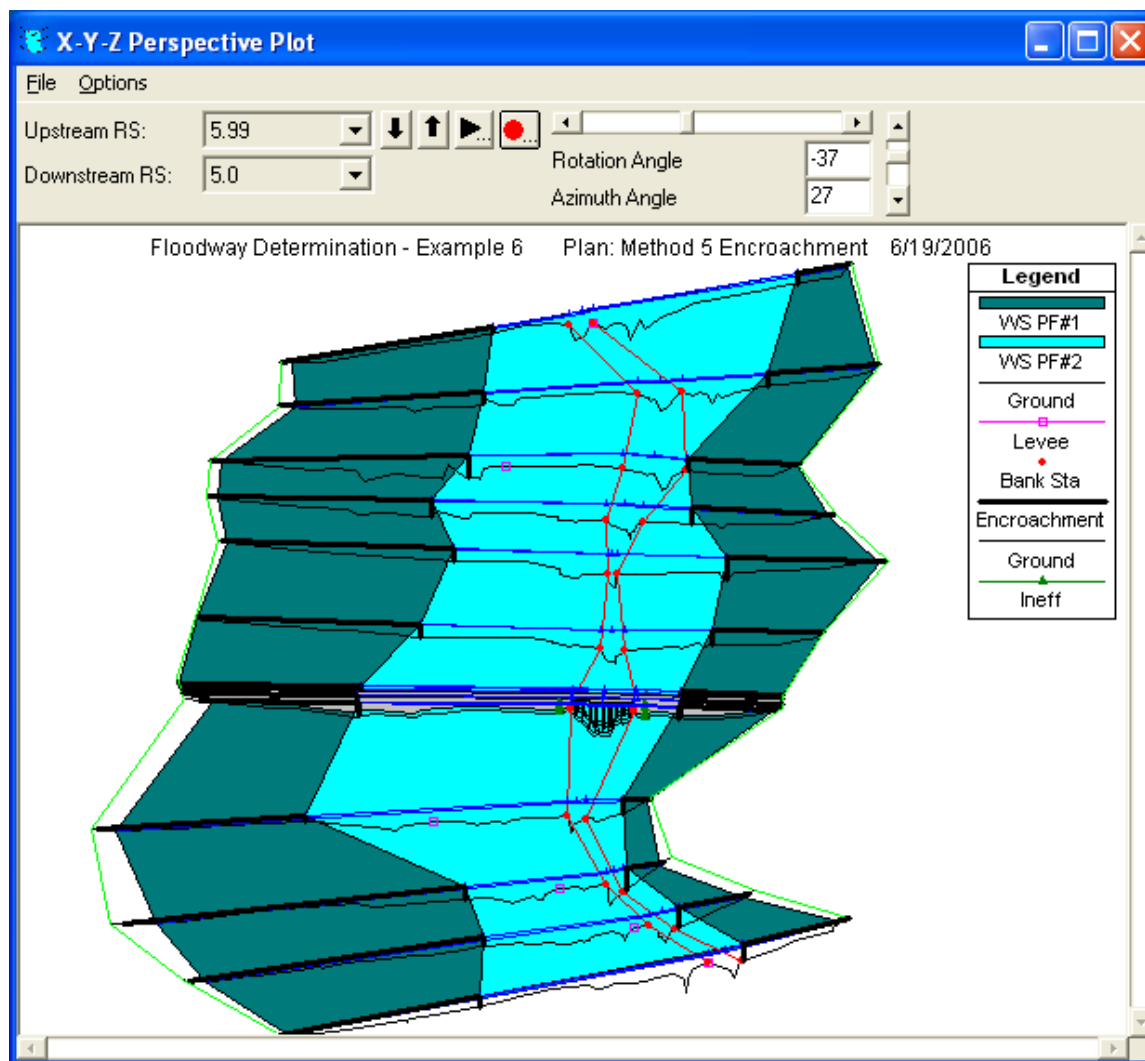 X-Y-Z Perspective Plot
File Options
Upstream RS: 5.99
Downstream RS: 5.0
Rotation Angle -37
Azimuth Angle 27
Floodway Determination - Example 6 Plan: Method 5 Encroachment 6/19/2006
Legend
WS PF#1
WS PF#2
Ground
Levee
Bank Sta
Encroachment
Ground
Ineff